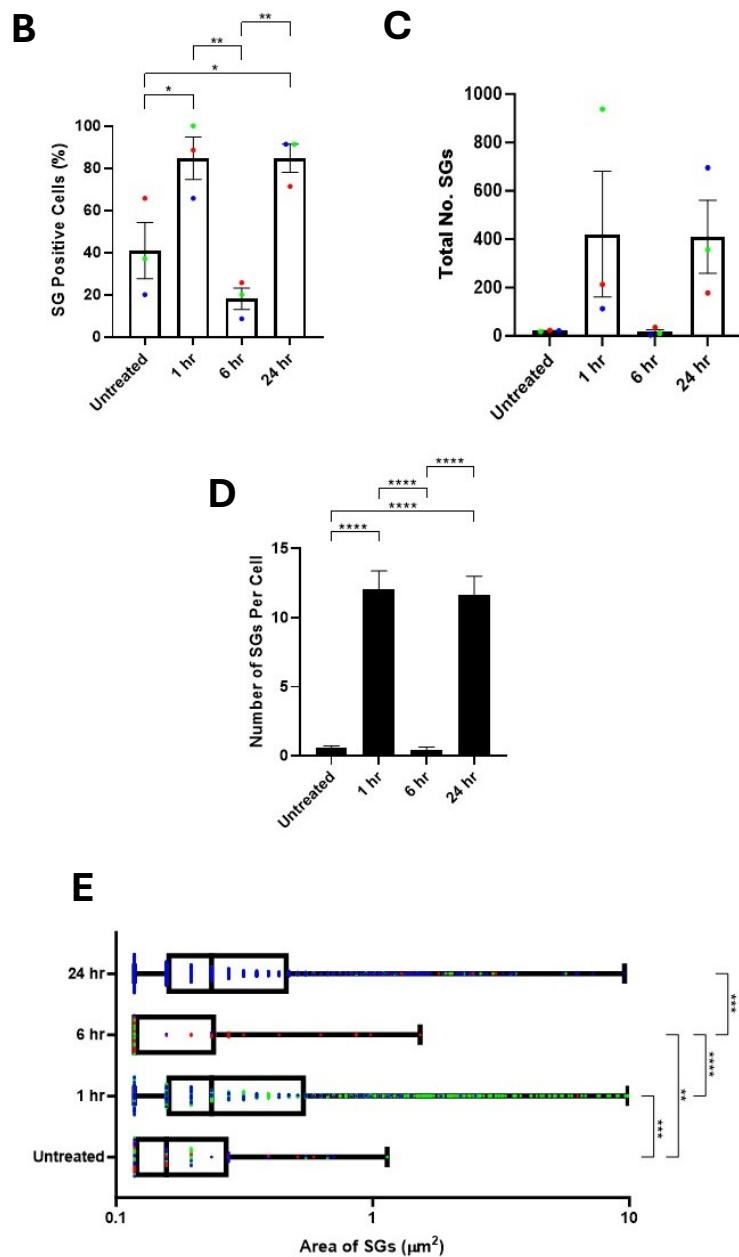 B
**
**
*
*
SG Positive Cells (%)
100
80
60
40
20
0
Untreated
1 hr
6 hr
24 hr
C
Total No. SGs
1000
800
600
400
200
0
Untreated
1 hr
6 hr
24 hr
D
****
****
****
****
Number of SGs Per Cell
15
10
5
0
Untreated
1 hr
6 hr
24 hr
E
24 hr
6 hr
1 hr
Untreated
***
****
**
***
0.1
1
10
Area of SGs (μm²)